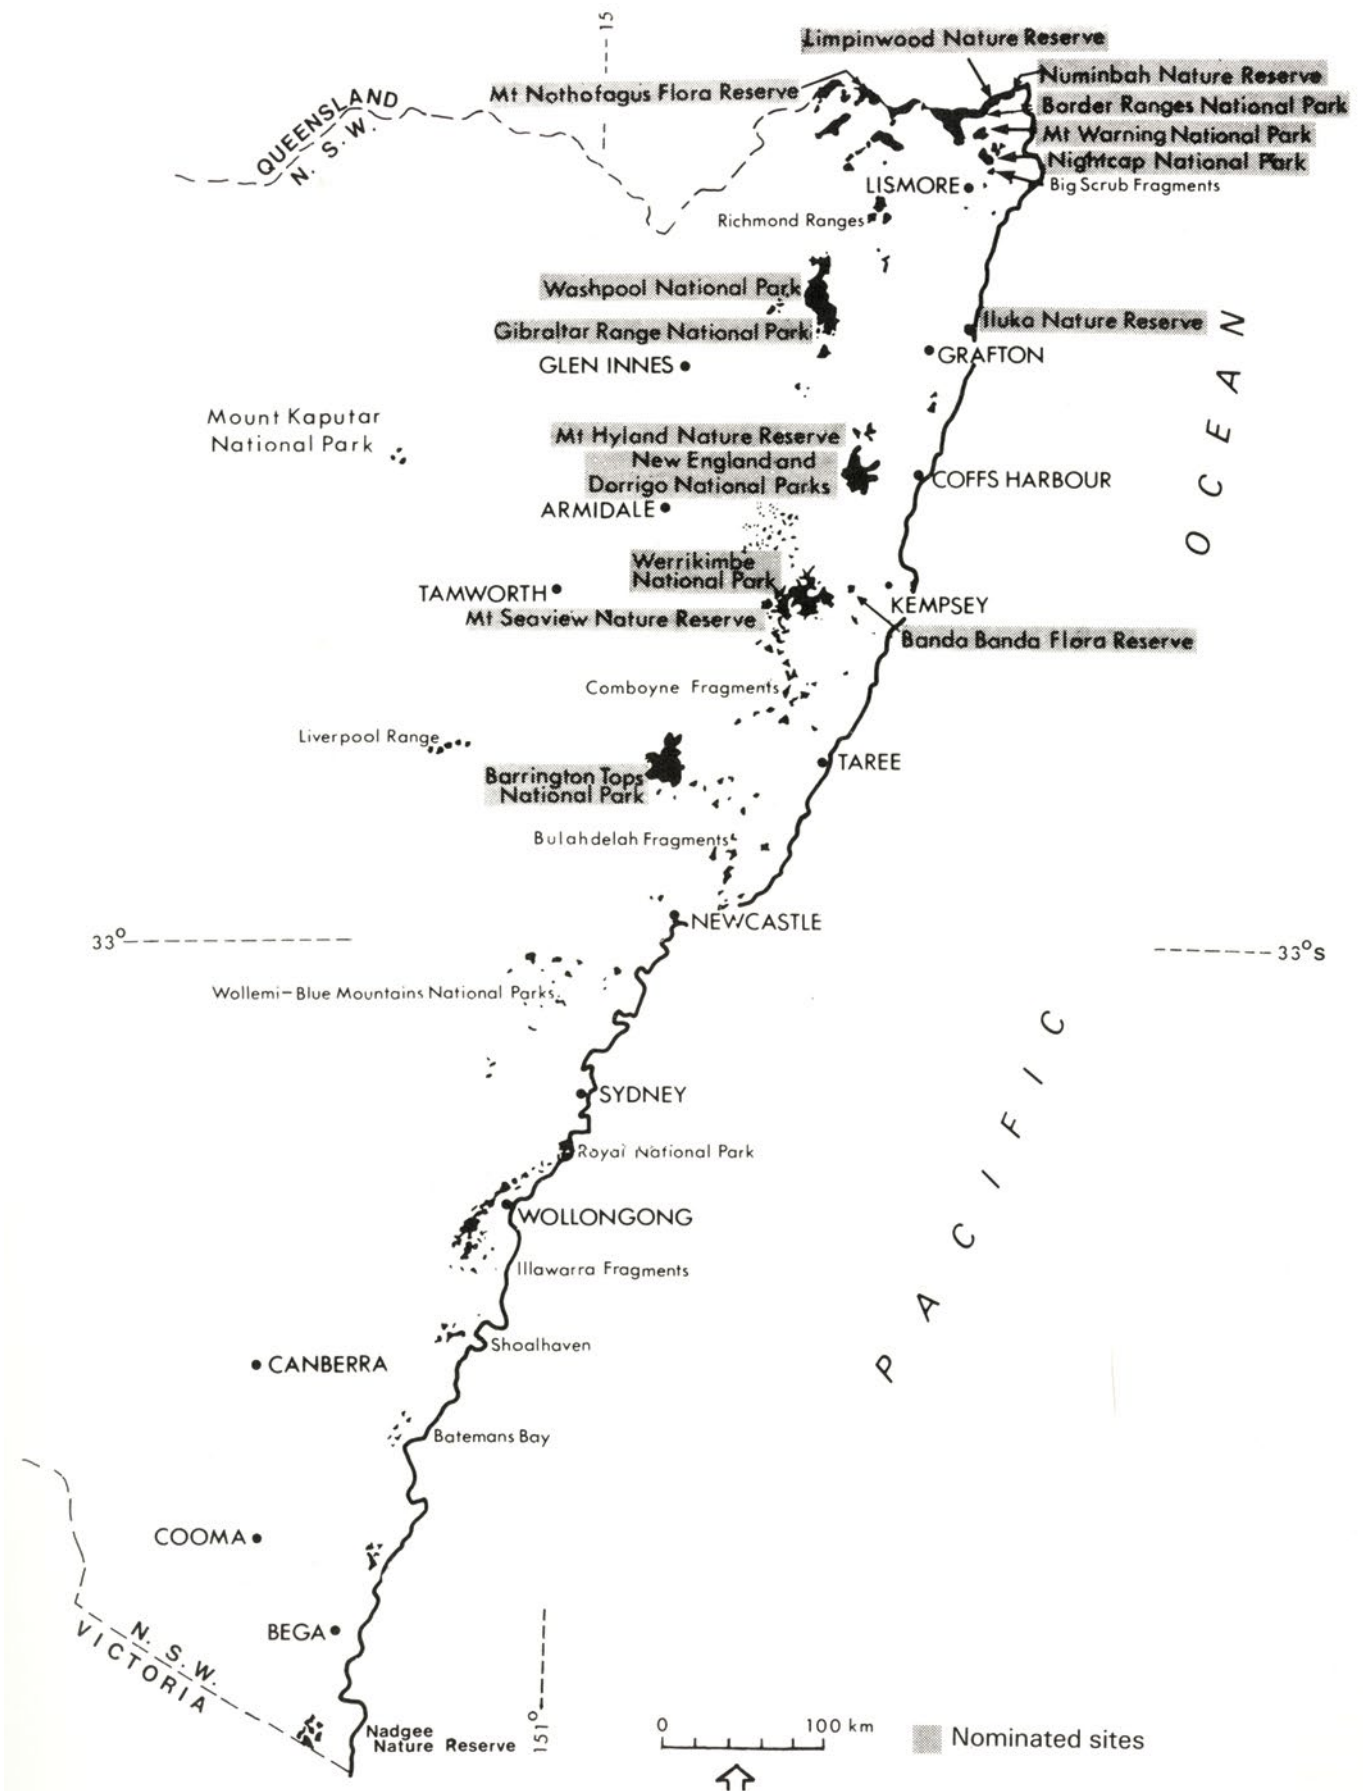 15
Limpinwood Nature Reserve
Numinbah Nature Reserve
Mt Nothofagus Flora Reserve
Border Ranges National Park
QUEENSLAND
N. S. W.
Mt Warning National Park
Nightcap National Park
LISMORE
Big Scrub Fragments
Richmond Ranges
Washpool National Park
Iluka Nature Reserve
Gibraltar Range National Park
GRAFTON
GLEN INNES
Mount Kaputar
National Park
Mt Hyland Nature Reserve
New England and
Dorrigo National Parks
COFFS HARBOUR
ARMIDALE
Werrikimbe
National Park
TAMWORTH
KEMPSEY
Mt Seaview Nature Reserve
Banda Banda Flora Reserve
Comboyne Fragments
Liverpool Range
TAREE
Barrington Tops
National Park
Bulahdelah Fragments
NEWCASTLE
33°
33°S
Wollemi-Blue Mountains National Parks
PACIFIC OCEAN
SYDNEY
Royal National Park
WOLLONGONG
Illawarra Fragments
Shoalhaven
CANBERRA
Batemans Bay
COOMA
BEGA
N. S. W.
VICTORIA
Nadgee
Nature Reserve
151°
0 100 km
Nominated sites